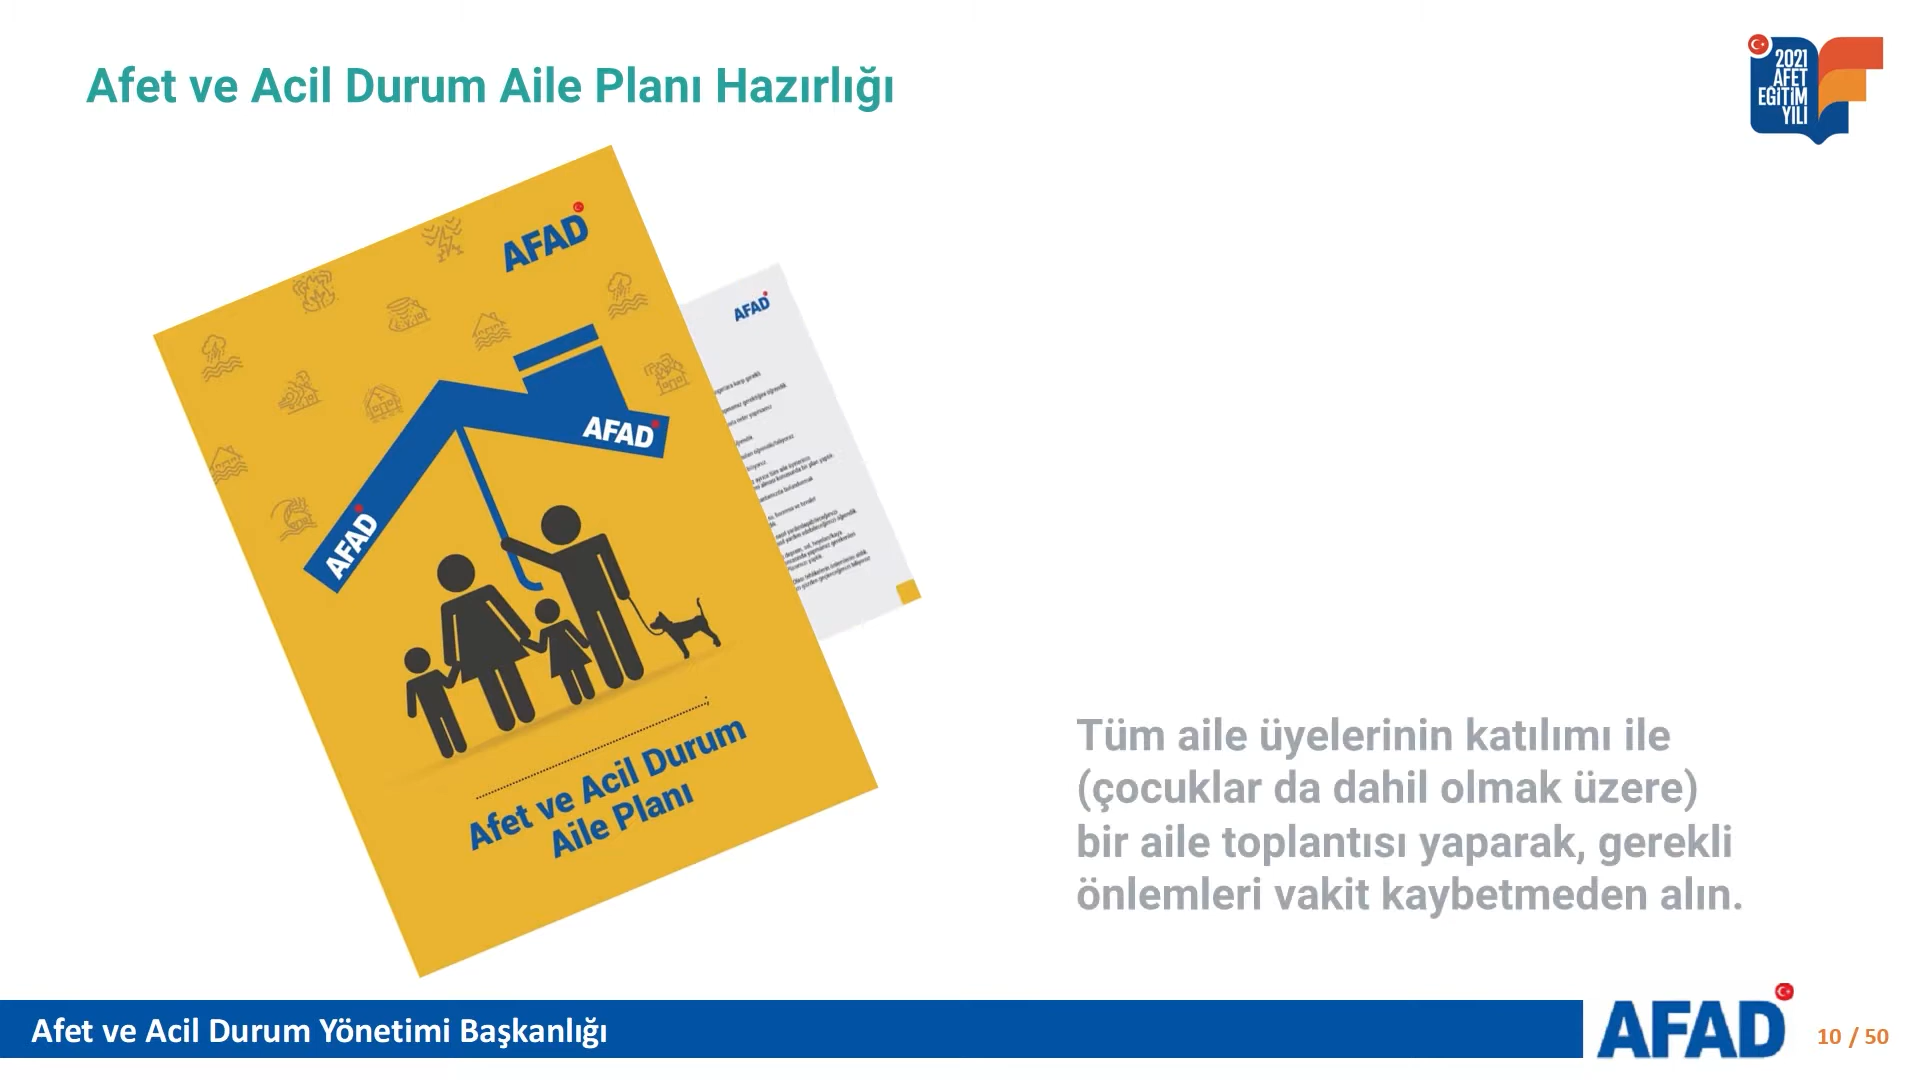 Afet ve Acil Durum Aile Planı Hazırlığı
2021
AFET
EĞİTİM
YILI
AFAD
AFAD
AFAD
AFAD
Afet ve Acil Durum
Aile Planı
Tüm aile üyelerinin katılımı ile
(çocuklar da dahil olmak üzere)
bir aile toplantısı yaparak, gerekli
önlemleri vakit kaybetmeden alın.
Afet ve Acil Durum Yönetimi Başkanlığı
AFAD
10 / 50